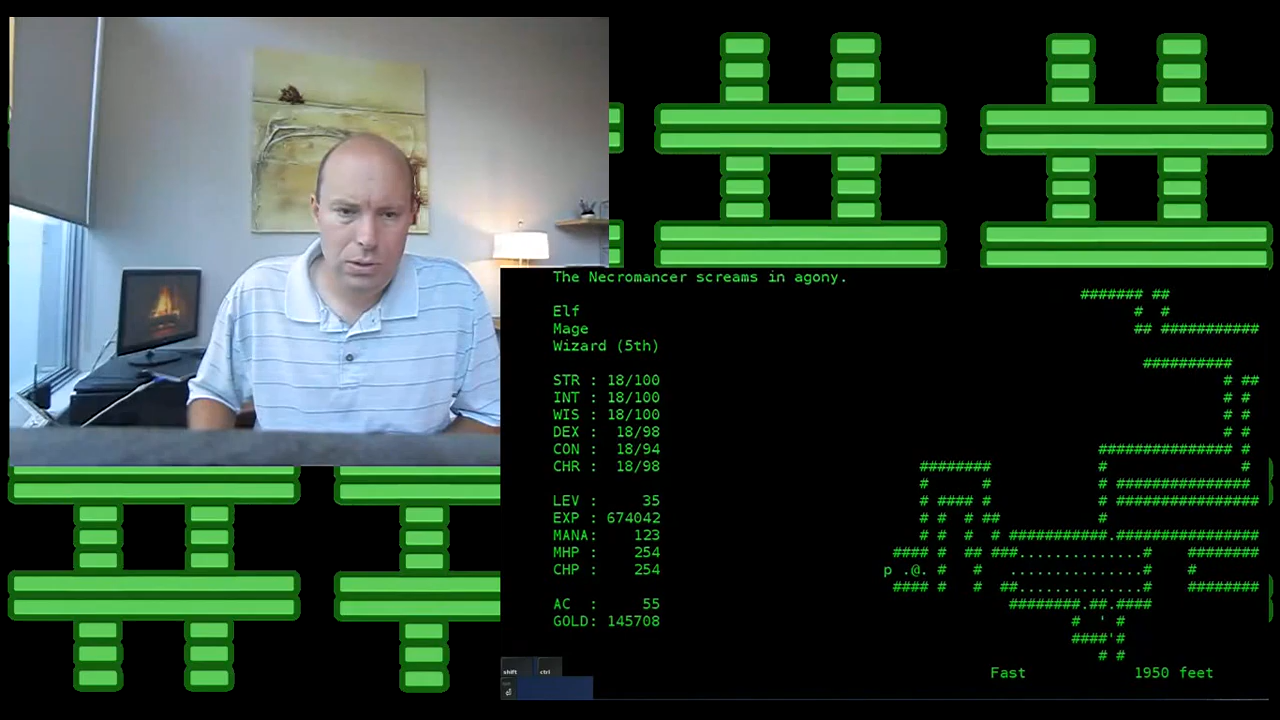 The Necromancer screams in agony.
Elf
Mage
Wizard (5th)
STR : 18/100
INT : 18/100
WIS : 18/100
DEX : 18/98
CON : 18/94
CHR : 18/98
LEV : 35
EXP : 674042
MANA: 123
MHP : 254
CHP : 254
AC : 55
GOLD: 145708
p .@.
Fast 1950 feet
shift ctrl